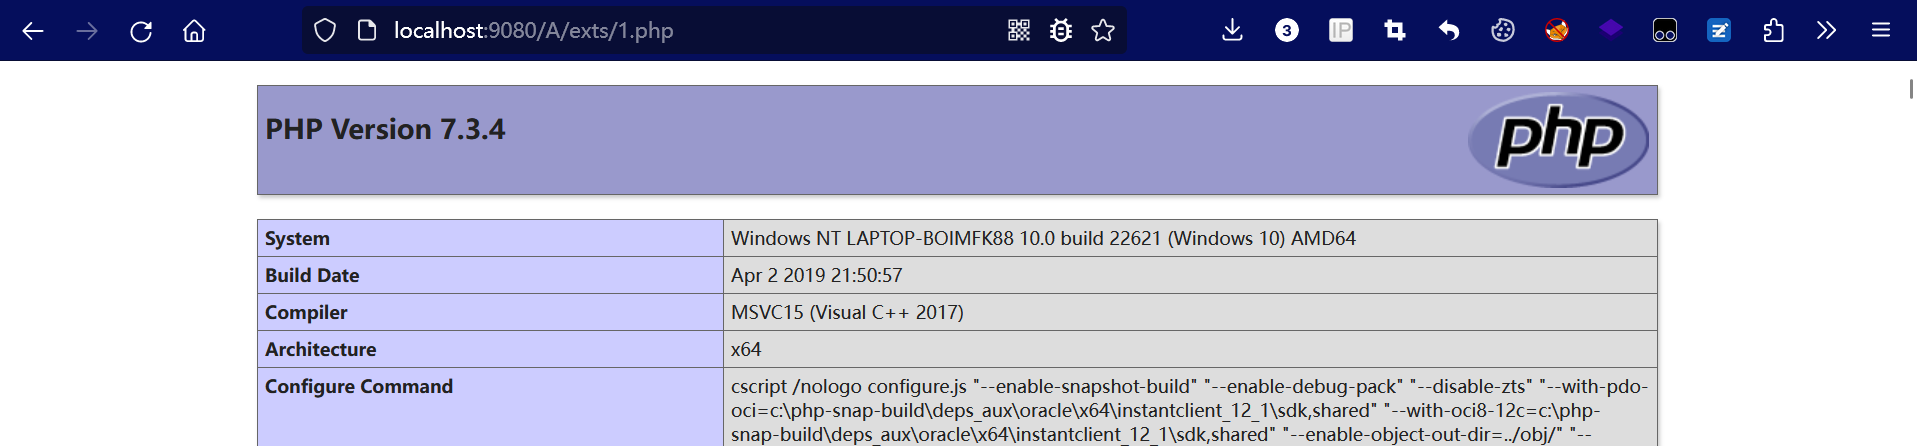 localhost:9080/A/exts/1.php
3
IP
PHP Version 7.3.4
php
System Windows NT LAPTOP-BOIMFK88 10.0 build 22621 (Windows 10) AMD64
Build Date Apr 2 2019 21:50:57
Compiler MSVC15 (Visual C++ 2017)
Architecture x64
Configure Command cscript /nologo configure.js "--enable-snapshot-build" "--enable-debug-pack" "--disable-zts" "--with-pdo-
oci=c:\php-snap-build\deps_aux\oracle\x64\instantclient_12_1\sdk,shared" "--with-oci8-12c=c:\php-
snap-build\deps_aux\oracle\x64\instantclient_12_1\sdk,shared" "--enable-object-out-dir=../obj/" "--